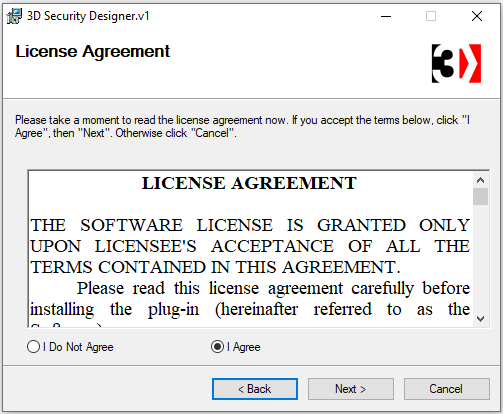 3D Security Designer.v1
License Agreement
3D
Please take a moment to read the license agreement now. If you accept the terms below, click "I
Agree", then "Next". Otherwise click "Cancel".
LICENSE AGREEMENT
THE SOFTWARE LICENSE IS GRANTED ONLY
UPON LICENSEE'S ACCEPTANCE OF ALL THE
TERMS CONTAINED IN THIS AGREEMENT.
Please read this license agreement carefully before
installing the plug-in (hereinafter referred to as the
I Do Not Agree
I Agree
< Back
Next >
Cancel